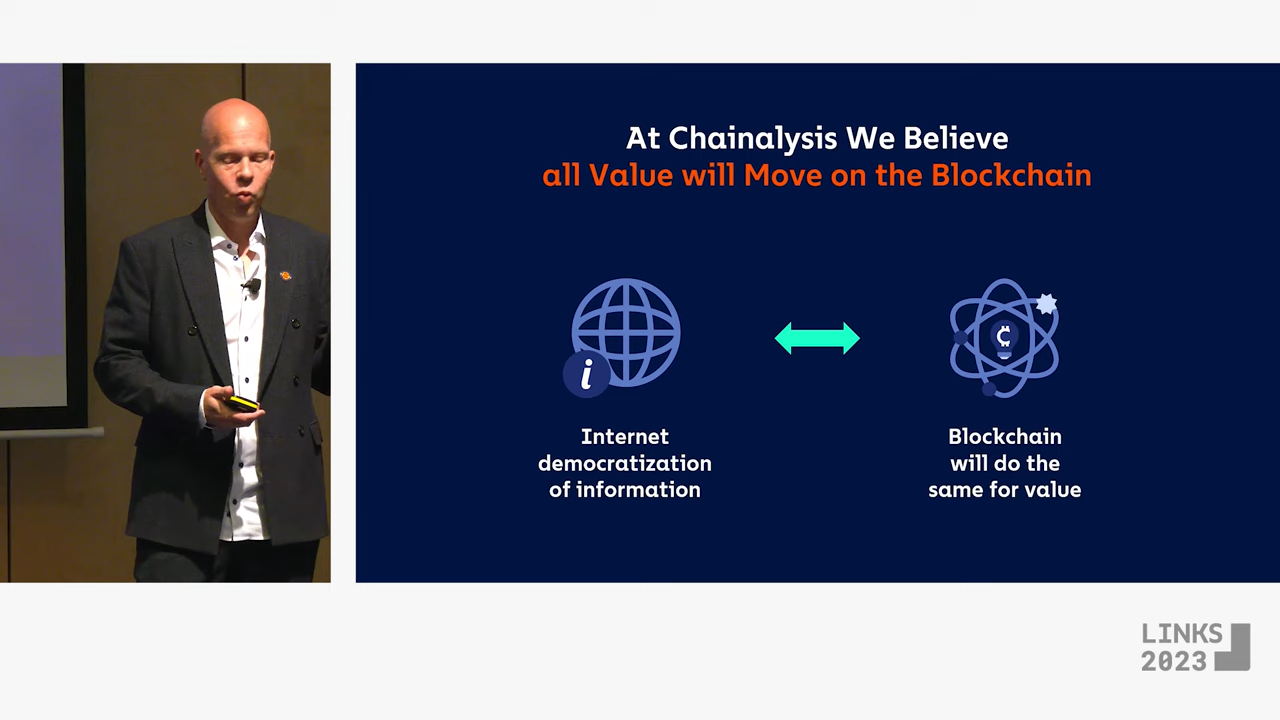 At Chainalysis We Believe
all Value will Move on the Blockchain
i
Internet
democratization
of information
Blockchain
will do the
same for value
LINKS
2023